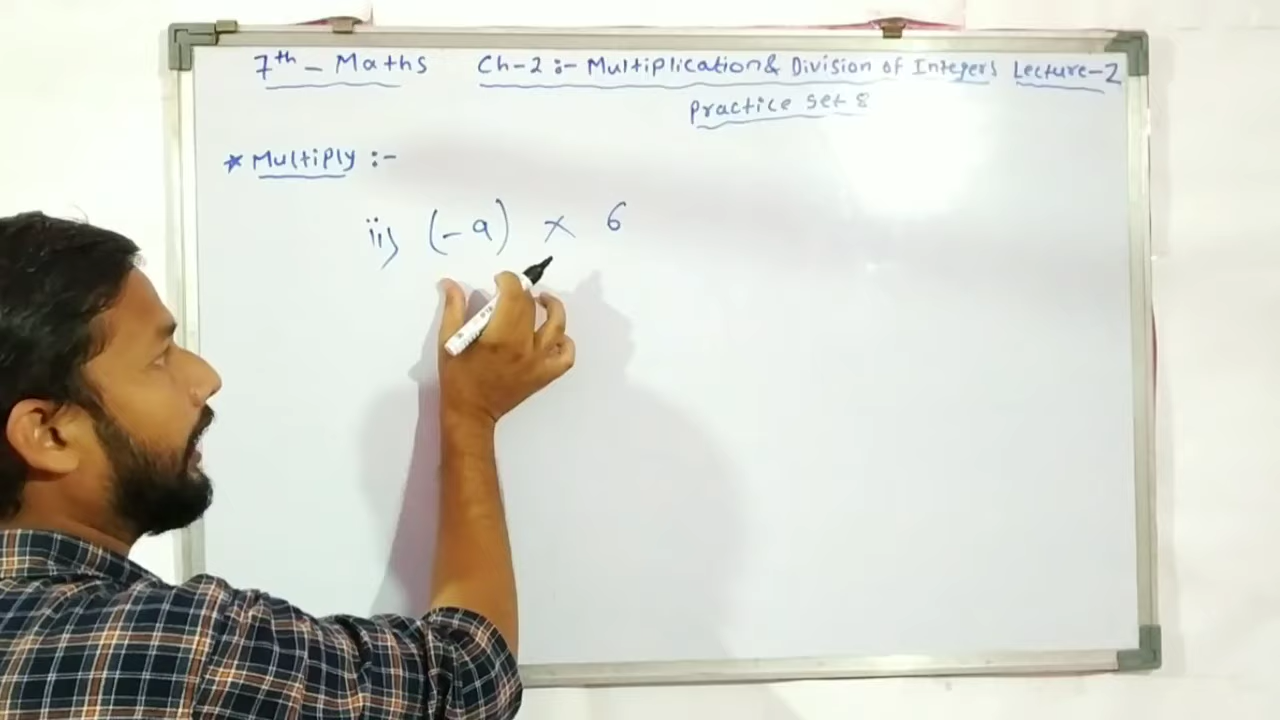 7th - Maths Ch-2 :- Multiplication & Division of Integers Lecture-2
Practice Set 8
* Multiply :-
ii) (-9) × 6